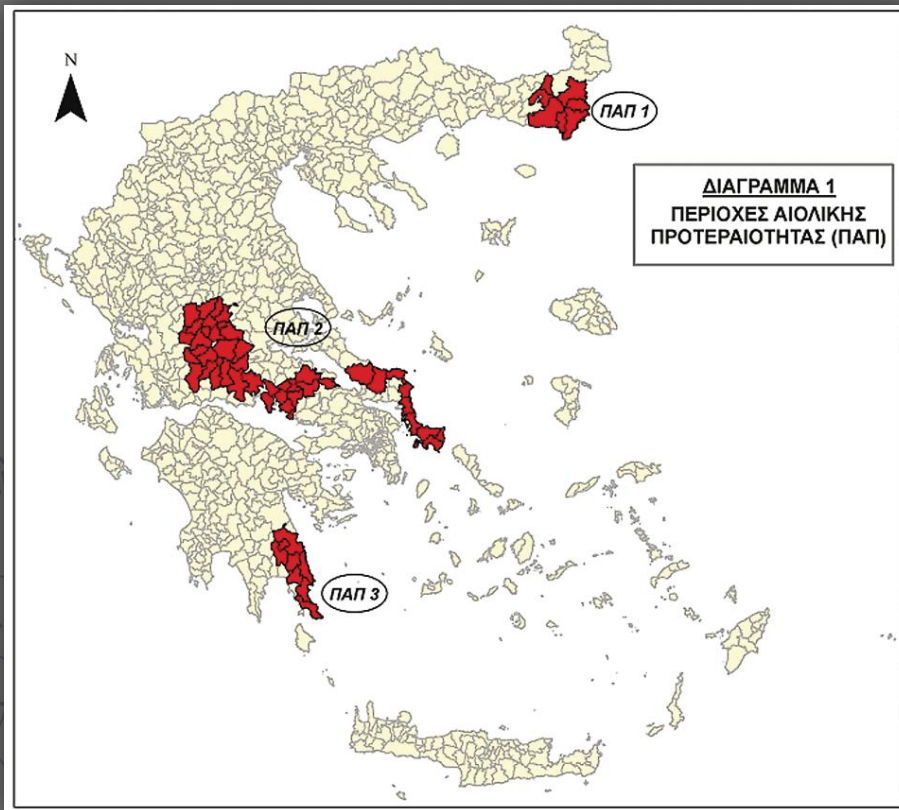 N
ΠΑΠ 1
ΔΙΑΓΡΑΜΜΑ 1
ΠΕΡΙΟΧΕΣ ΑΙΟΛΙΚΗΣ
ΠΡΟΤΕΡΑΙΟΤΗΤΑΣ (ΠΑΠ)
ΠΑΠ 2
ΠΑΠ 3